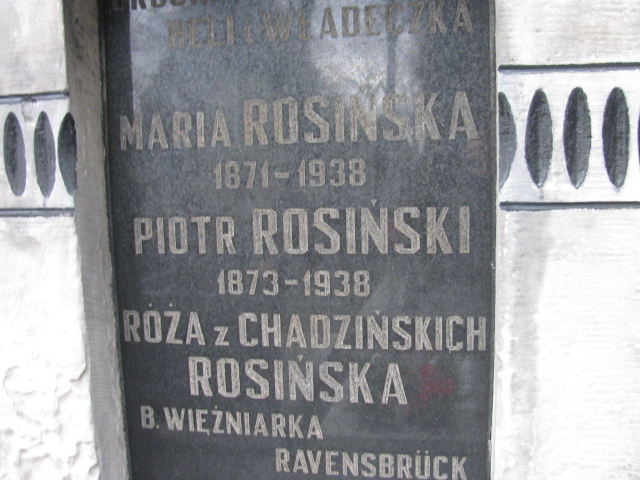 HELI z WŁADECZKA
MARIA ROSIŃSKA
1871-1938
PIOTR ROSIŃSKI
1873-1938
RÓŻA z CHADZIŃSKICH
ROSIŃSKA
B. WIĘŹNIARKA
RAVENSBRÜCK